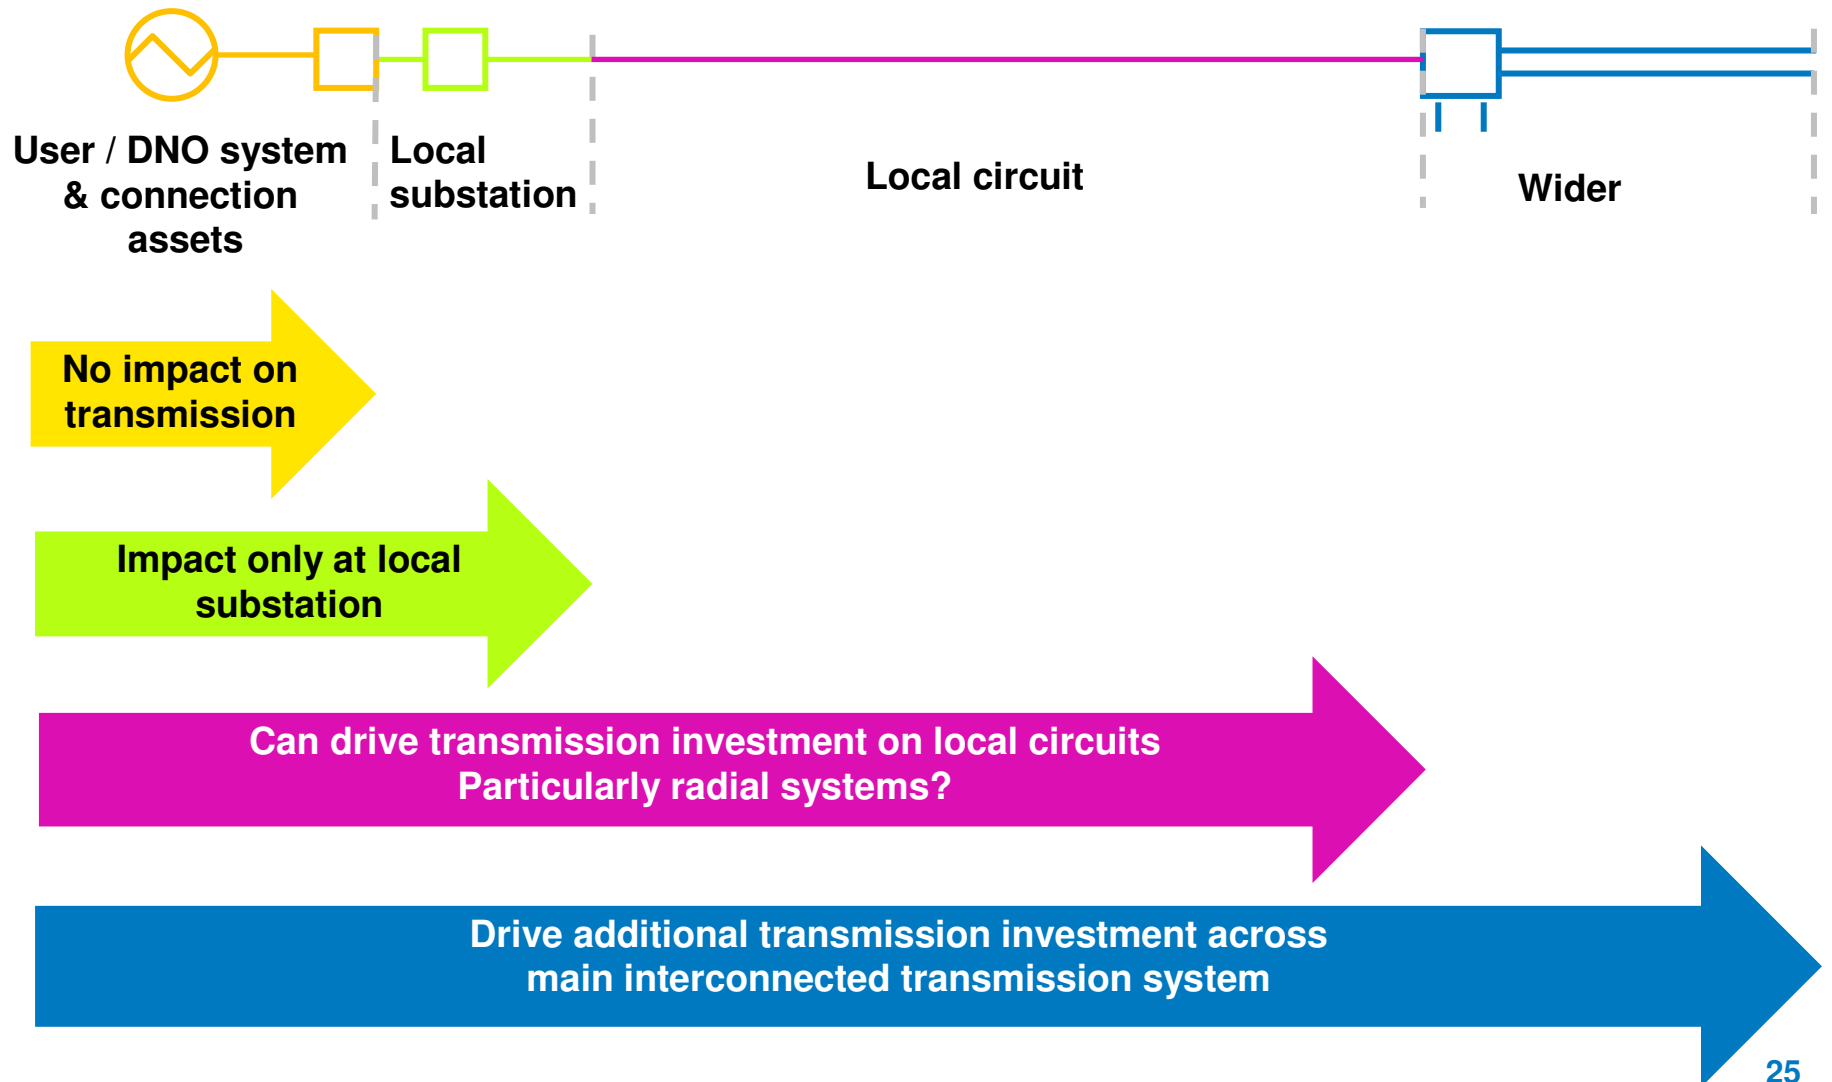 User / DNO system
& connection
assets
Local
substation
Local circuit
Wider
No impact on
transmission
Impact only at local
substation
Can drive transmission investment on local circuits
Particularly radial systems?
Drive additional transmission investment across
main interconnected transmission system
25